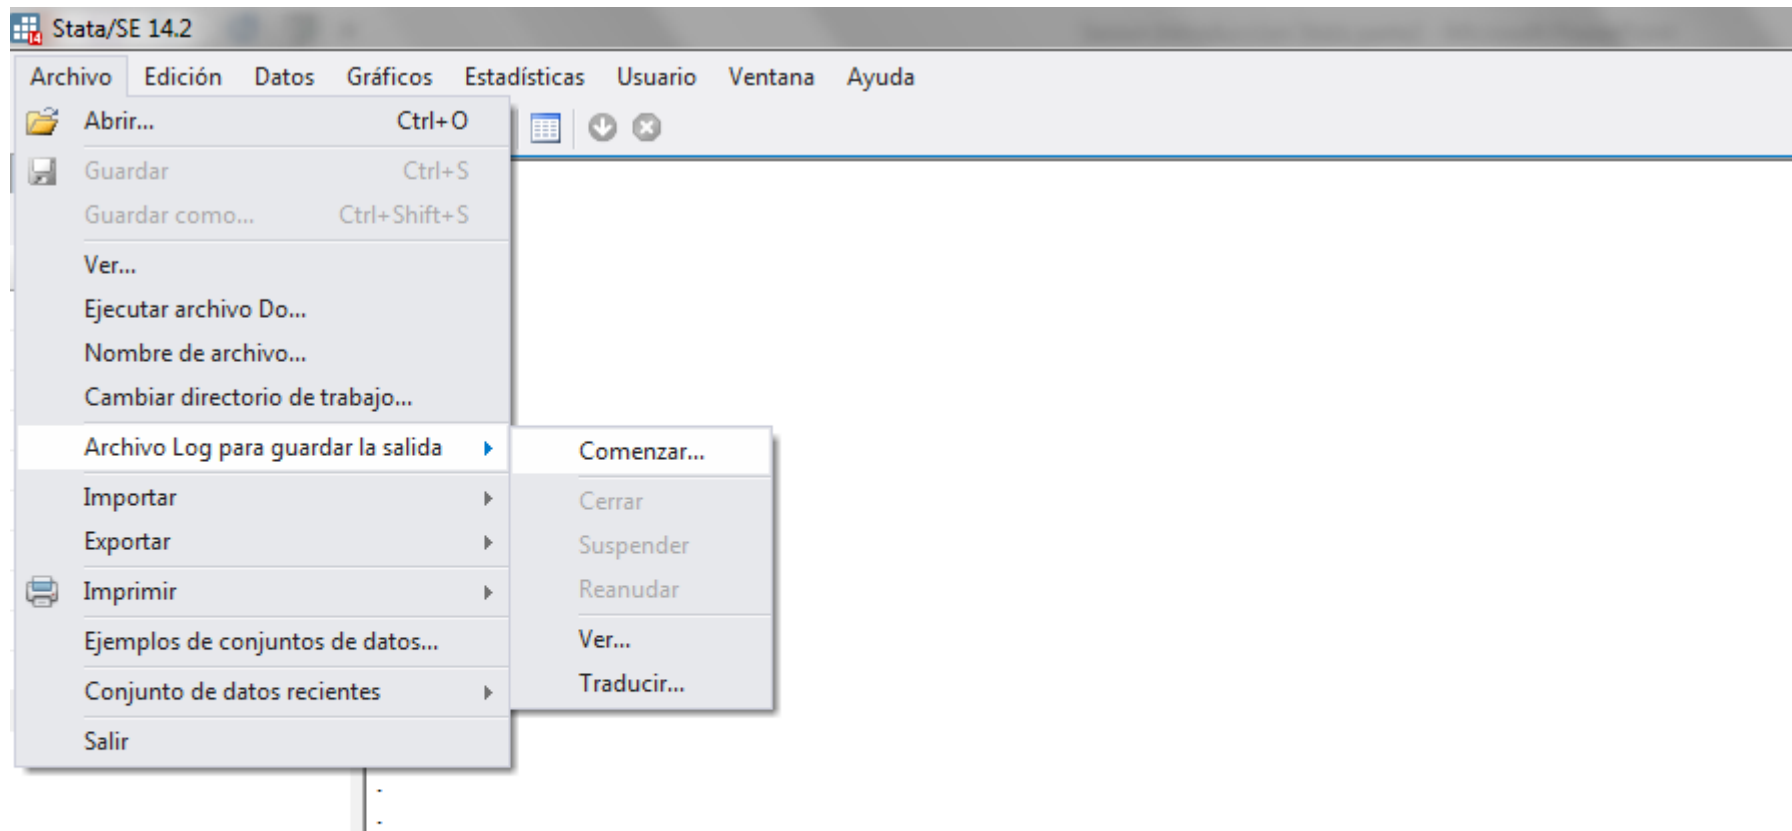 Stata/SE 14.2
Archivo Edición Datos Gráficos Estadísticas Usuario Ventana Ayuda
Abrir... Ctrl+O
Guardar Ctrl+S
Guardar como... Ctrl+Shift+S
Ver...
Ejecutar archivo Do...
Nombre de archivo...
Cambiar directorio de trabajo...
Archivo Log para guardar la salida
Importar
Exportar
Imprimir
Ejemplos de conjuntos de datos...
Conjunto de datos recientes
Salir
Comenzar...
Cerrar
Suspender
Reanudar
Ver...
Traducir...
.
.